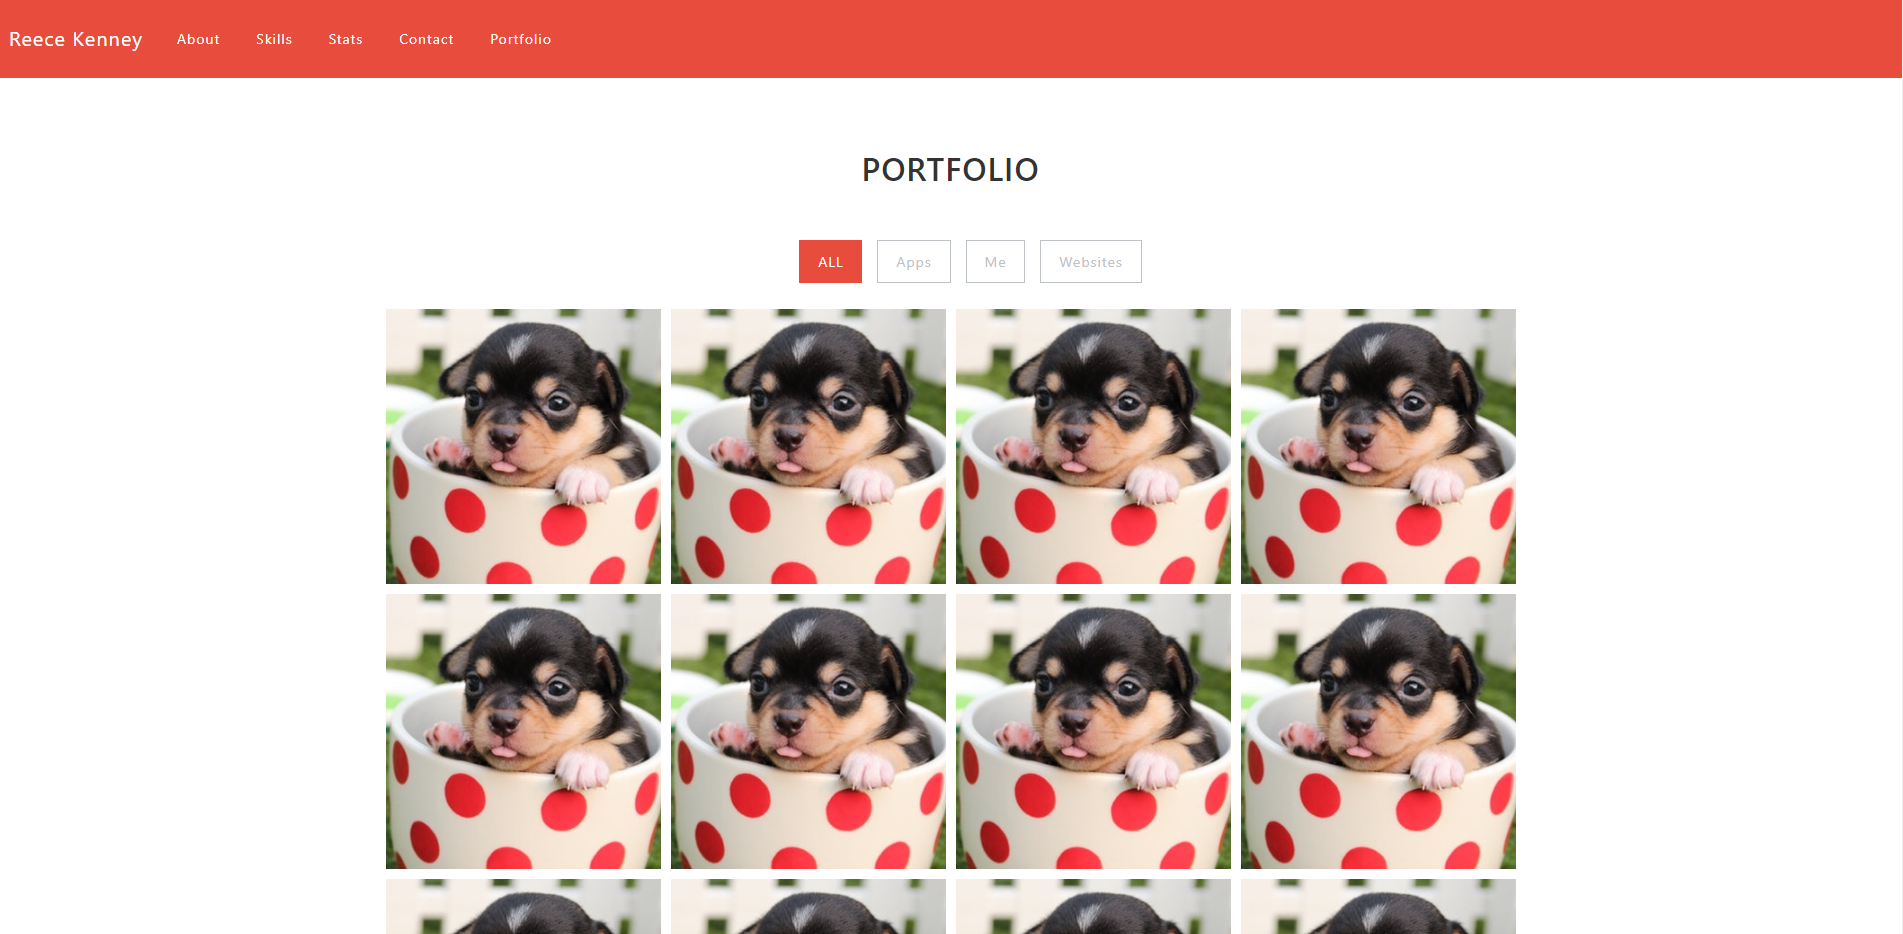 Reece Kenney About Skills Stats Contact Portfolio
PORTFOLIO
ALL Apps Me Websites